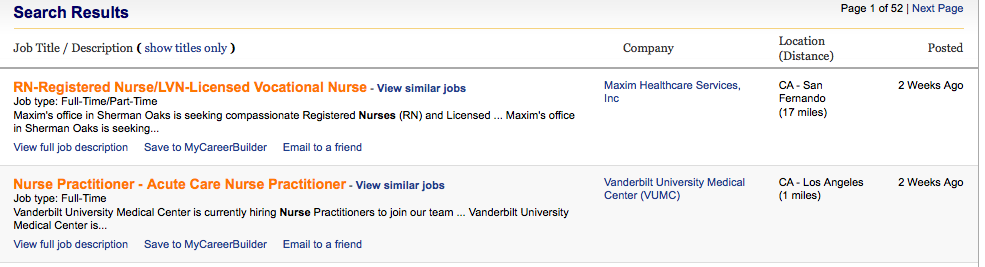 Search Results
Page 1 of 52 | Next Page
Job Title / Description ( show titles only )
Company
Location
(Distance)
Posted
RN-Registered Nurse/LVN-Licensed Vocational Nurse - View similar jobs
Job type: Full-Time/Part-Time
Maxim's office in Sherman Oaks is seeking compassionate Registered Nurses (RN) and Licensed ... Maxim's office
in Sherman Oaks is seeking...
View full job description Save to MyCareerBuilder Email to a friend
Maxim Healthcare Services,
Inc
CA - San
Fernando
(17 miles)
2 Weeks Ago
Nurse Practitioner - Acute Care Nurse Practitioner - View similar jobs
Job type: Full-Time
Vanderbilt University Medical Center is currently hiring Nurse Practitioners to join our team ... Vanderbilt University
Medical Center is...
View full job description Save to MyCareerBuilder Email to a friend
Vanderbilt University Medical
Center (VUMC)
CA - Los Angeles
(1 miles)
2 Weeks Ago